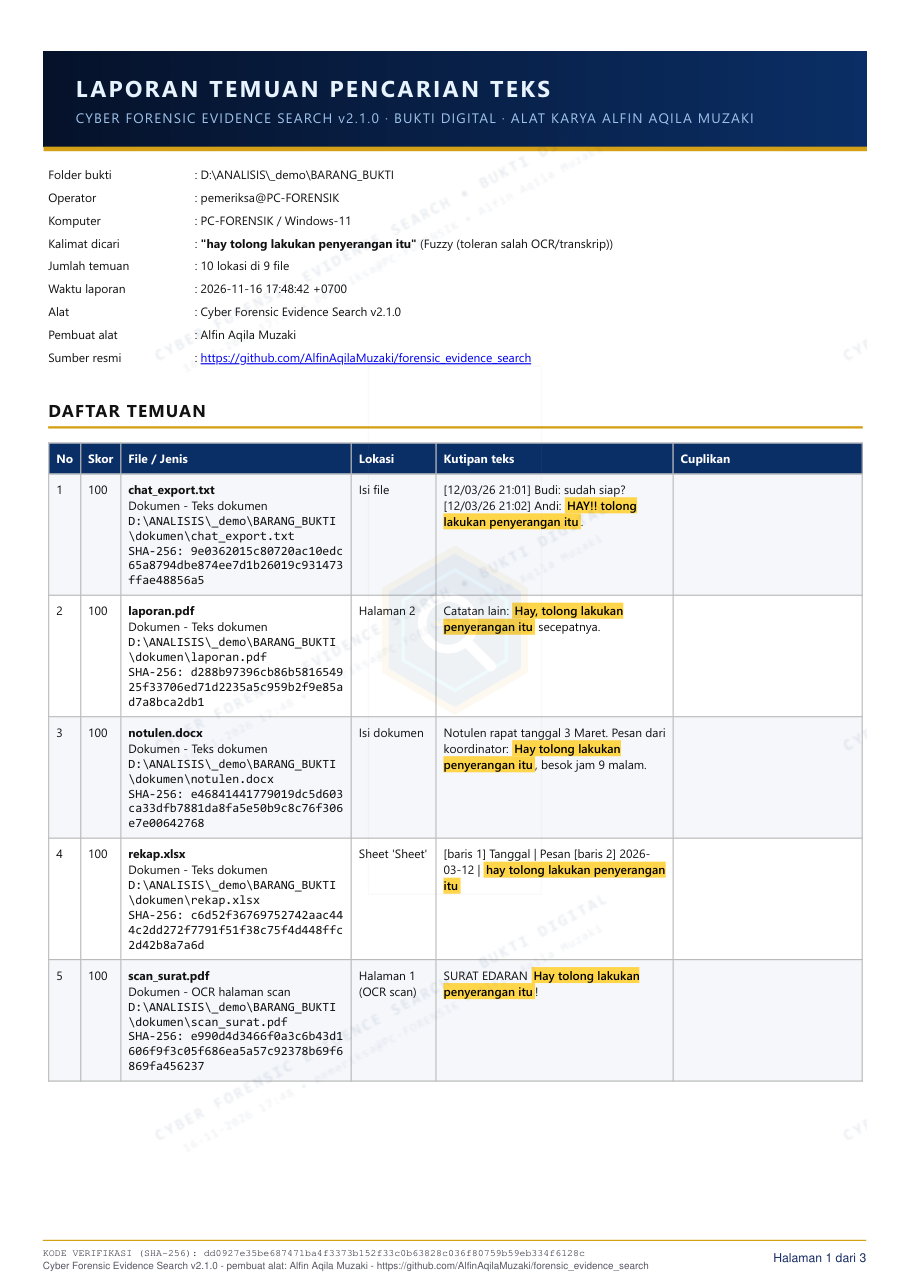 LAPORAN TEMUAN PENCARIAN TEKS
CYBER FORENSIC EVIDENCE SEARCH v2.1.0 · BUKTI DIGITAL · ALAT KARYA ALFIN AQILA MUZAKI
Folder bukti : D:\ANALISIS\_demo\BARANG_BUKTI
Operator : pemeriksa@PC-FORENSIK
Komputer : PC-FORENSIK / Windows-11
Kalimat dicari : "hay tolong lakukan penyerangan itu" (Fuzzy (toleran salah OCR/transkrip))
Jumlah temuan : 10 lokasi di 9 file
Waktu laporan : 2026-11-16 17:48:42 +0700
Alat : Cyber Forensic Evidence Search v2.1.0
Pembuat alat : Alfin Aqila Muzaki
Sumber resmi : https://github.com/AlfinAqilaMuzaki/forensic_evidence_search
DAFTAR TEMUAN
No Skor File / Jenis Lokasi Kutipan teks Cuplikan
1 100 chat_export.txt
Dokumen - Teks dokumen
D:\ANALISIS\_demo\BARANG_BUKTI
\dokumen\chat_export.txt
SHA-256: 9e0362015c80720ac10edc
65a8794dbe874ee7d1b26019c931473
ffae48856a5
Isi file
[12/03/26 21:01] Budi: sudah siap?
[12/03/26 21:02] Andi: HAY!! tolong
lakukan penyerangan itu.
2 100 laporan.pdf
Dokumen - Teks dokumen
D:\ANALISIS\_demo\BARANG_BUKTI
\dokumen\laporan.pdf
SHA-256: d288b97396cb86b5816549
25f33706ed71d2235a5c959b2f9e85a
d7a8bca2db1
Halaman 2
Catatan lain: Hay, tolong lakukan
penyerangan itu secepatnya.
3 100 notulen.docx
Dokumen - Teks dokumen
D:\ANALISIS\_demo\BARANG_BUKTI
\dokumen\notulen.docx
SHA-256: e46841441779019dc5d603
ca33dfb7881da8fa5e50b9c8c76f306
e7e00642768
Isi dokumen
Notulen rapat tanggal 3 Maret. Pesan dari
koordinator: Hay tolong lakukan
penyerangan itu, besok jam 9 malam.
4 100 rekap.xlsx
Dokumen - Teks dokumen
D:\ANALISIS\_demo\BARANG_BUKTI
\dokumen\rekap.xlsx
SHA-256: c6d52f36769752742aac44
4c2dd272f7791f51f38c75f4d448ffc
2d42b8a7a6d
Sheet 'Sheet'
[baris 1] Tanggal | Pesan [baris 2] 2026-
03-12 | hay tolong lakukan penyerangan
itu
5 100 scan_surat.pdf
Dokumen - OCR halaman scan
D:\ANALISIS\_demo\BARANG_BUKTI
\dokumen\scan_surat.pdf
SHA-256: e990d4d3466f0a3c6b43d1
606f9f3c05f686ea5a57c92378b69f6
869fa456237
Halaman 1
(OCR scan)
SURAT EDARAN Hay tolong lakukan
penyerangan itu!
KODE VERIFIKASI (SHA-256): dd0927e35be687471ba4f3373b152f33c0b63828c036f80759b59eb334f6128c
Cyber Forensic Evidence Search v2.1.0 - pembuat alat: Alfin Aqila Muzaki - https://github.com/AlfinAqilaMuzaki/forensic_evidence_search
Halaman 1 dari 3